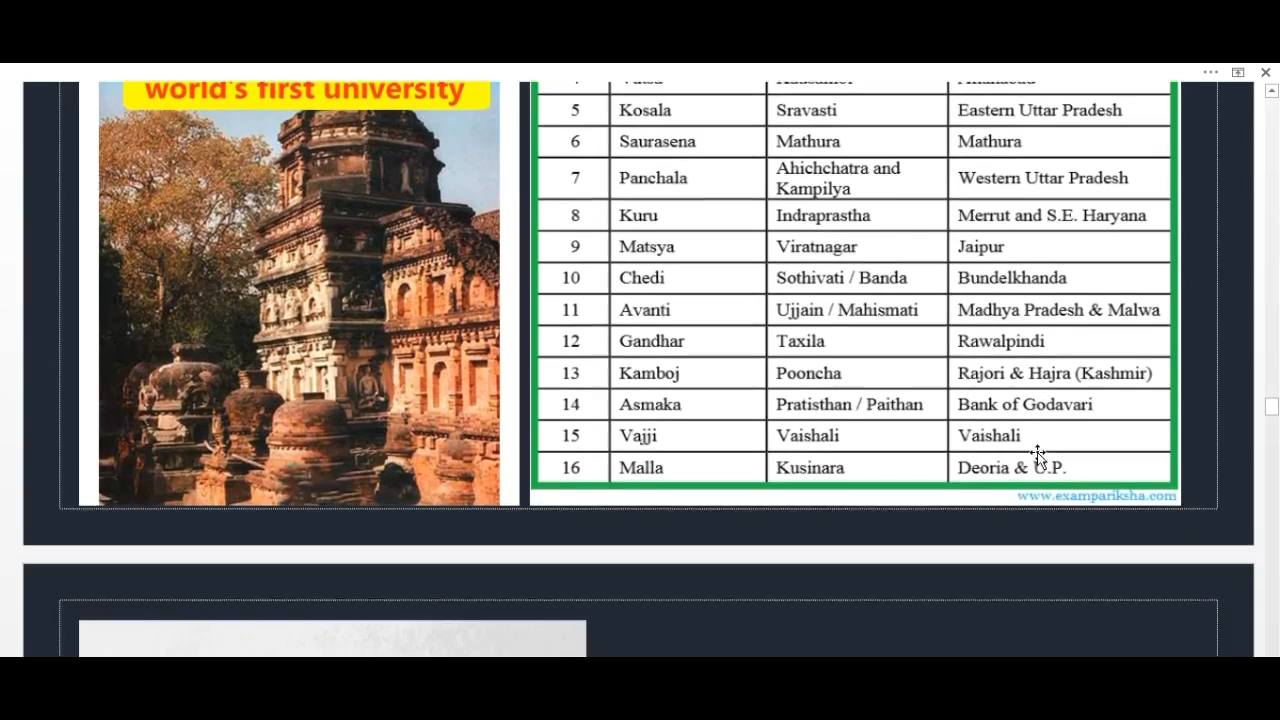 world's first university
5 Kosala Sravasti Eastern Uttar Pradesh
6 Saurasena Mathura Mathura
7 Panchala Ahichchatra and Kampilya Western Uttar Pradesh
8 Kuru Indraprastha Merrut and S.E. Haryana
9 Matsya Viratnagar Jaipur
10 Chedi Sothivati / Banda Bundelkhanda
11 Avanti Ujjain / Mahismati Madhya Pradesh & Malwa
12 Gandhar Taxila Rawalpindi
13 Kamboj Pooncha Rajori & Hajra (Kashmir)
14 Asmaka Pratisthan / Paithan Bank of Godavari
15 Vajji Vaishali Vaishali
16 Malla Kusinara Deoria & U.P.
www.exampariksha.com